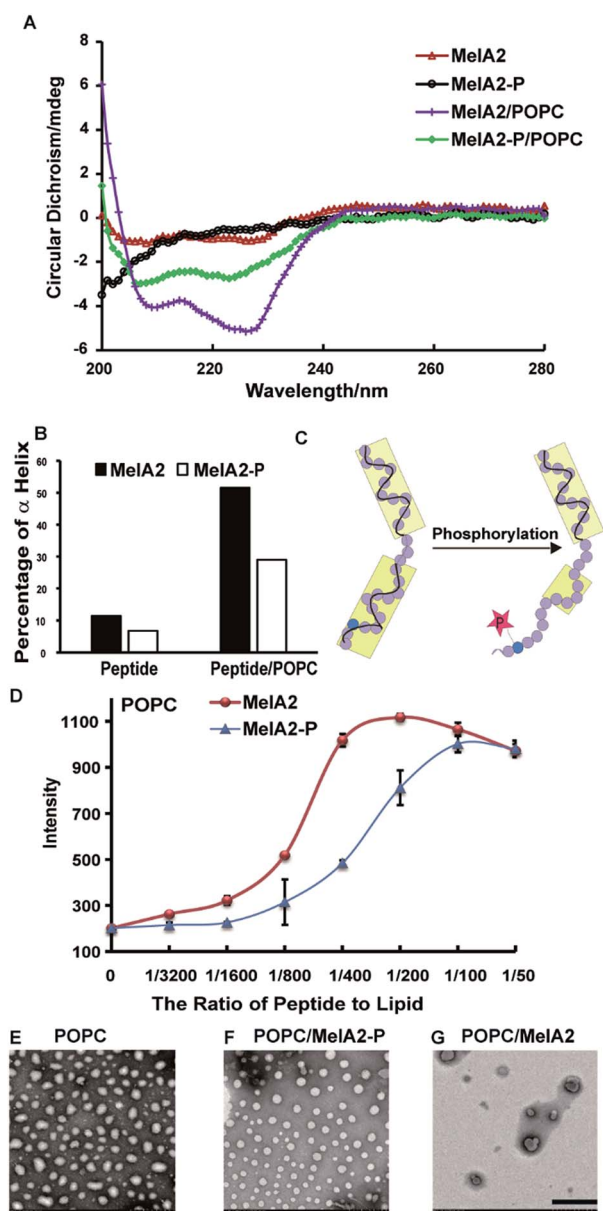 A
MelA2
MelA2-P
MelA2/POPC
MelA2-P/POPC
Circular Dichroism/mdeg
8
6
4
2
0
-2
-4
-6
200 220 240 260 280
Wavelength/nm
B
MelA2 MelA2-P
Percentage of α Helix
60
50
40
30
20
10
0
Peptide Peptide/POPC
C
Phosphorylation
P
D
POPC
MelA2
MelA2-P
Intensity
1100
900
700
500
300
100
0 1/3200 1/1600 1/800 1/400 1/200 1/100 1/50
The Ratio of Peptide to Lipid
E POPC
F POPC/MelA2-P
G POPC/MelA2